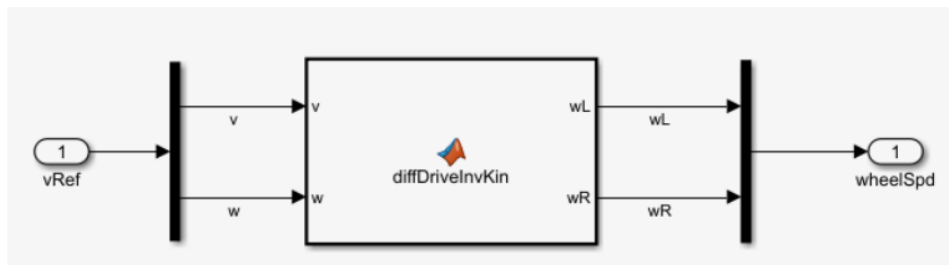 1
vRef
v
w
v
w
diffDriveInvKin
wL
wR
wL
wR
1
wheelSpd